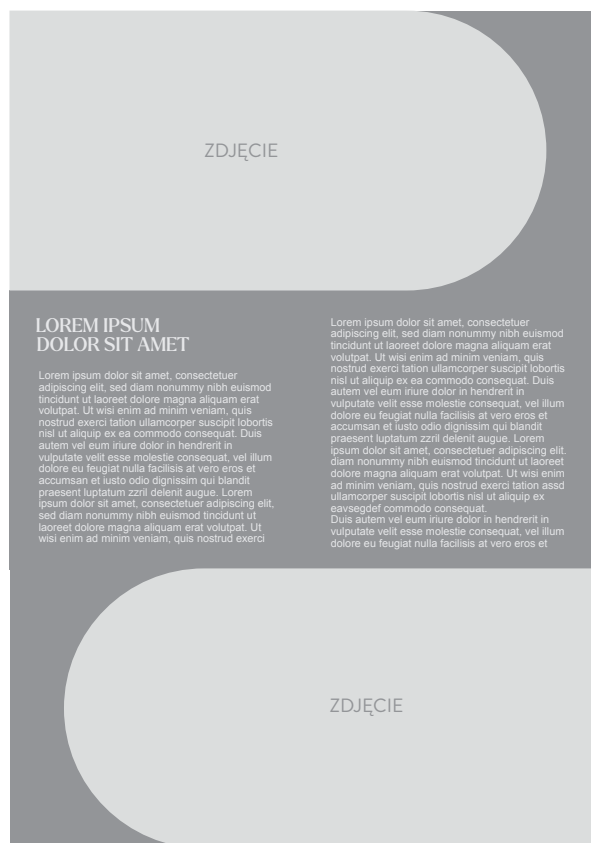 ZDJĘCIE
LOREM IPSUM
DOLOR SIT AMET
Lorem ipsum dolor sit amet, consectetuer
adipiscing elit, sed diam nonummy nibh euismod
tincidunt ut laoreet dolore magna aliquam erat
volutpat. Ut wisi enim ad minim veniam, quis
nostrud exerci tation ullamcorper suscipit lobortis
nisl ut aliquip ex ea commodo consequat. Duis
autem vel eum iriure dolor in hendrerit in
vulputate velit esse molestie consequat, vel illum
dolore eu feugiat nulla facilisis at vero eros et
accumsan et iusto odio dignissim qui blandit
praesent luptatum zzril delenit augue. Lorem
ipsum dolor sit amet, consectetuer adipiscing elit,
sed diam nonummy nibh euismod tincidunt ut
laoreet dolore magna aliquam erat volutpat. Ut
wisi enim ad minim veniam, quis nostrud exerci
Lorem ipsum dolor sit amet, consectetuer
adipiscing elit, sed diam nonummy nibh euismod
tincidunt ut laoreet dolore magna aliquam erat
volutpat. Ut wisi enim ad minim veniam, quis
nostrud exerci tation ullamcorper suscipit lobortis
nisl ut aliquip ex ea commodo consequat. Duis
autem vel eum iriure dolor in hendrerit in
vulputate velit esse molestie consequat, vel illum
dolore eu feugiat nulla facilisis at vero eros et
accumsan et iusto odio dignissim qui blandit
praesent luptatum zzril delenit augue. Lorem
ipsum dolor sit amet, consectetuer adipiscing elit.
diam nonummy nibh euismod tincidunt ut laoreet
dolore magna aliquam erat volutpat. Ut wisi enim
ad minim veniam, quis nostrud exerci tation assd
ullamcorper suscipit lobortis nisl ut aliquip ex
eavsegdef commodo consequat.
Duis autem vel eum iriure dolor in hendrerit in
vulputate velit esse molestie consequat, vel illum
dolore eu feugiat nulla facilisis at vero eros et
ZDJĘCIE